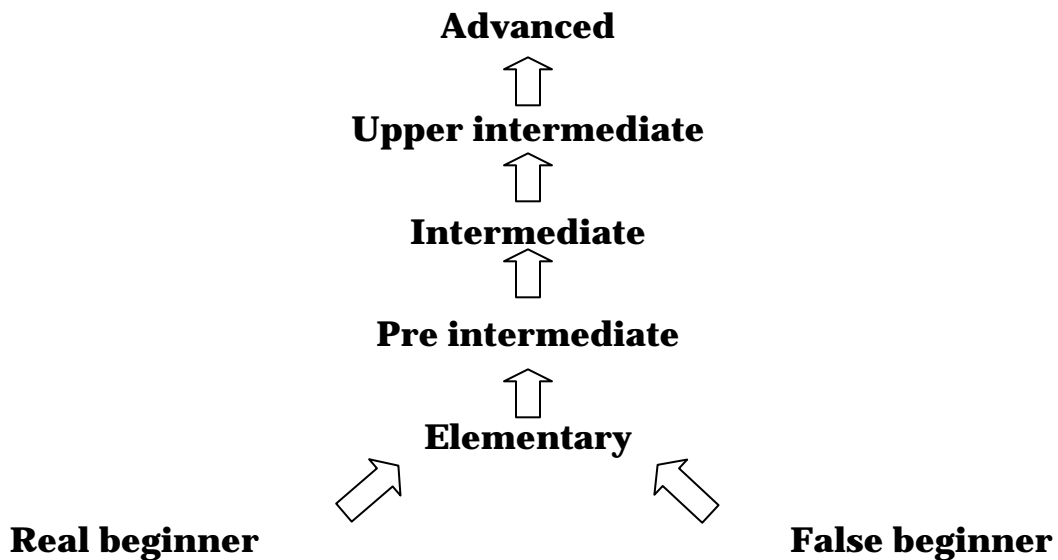 Advanced
Upper intermediate
Intermediate
Pre intermediate
Elementary
Real beginner False beginner